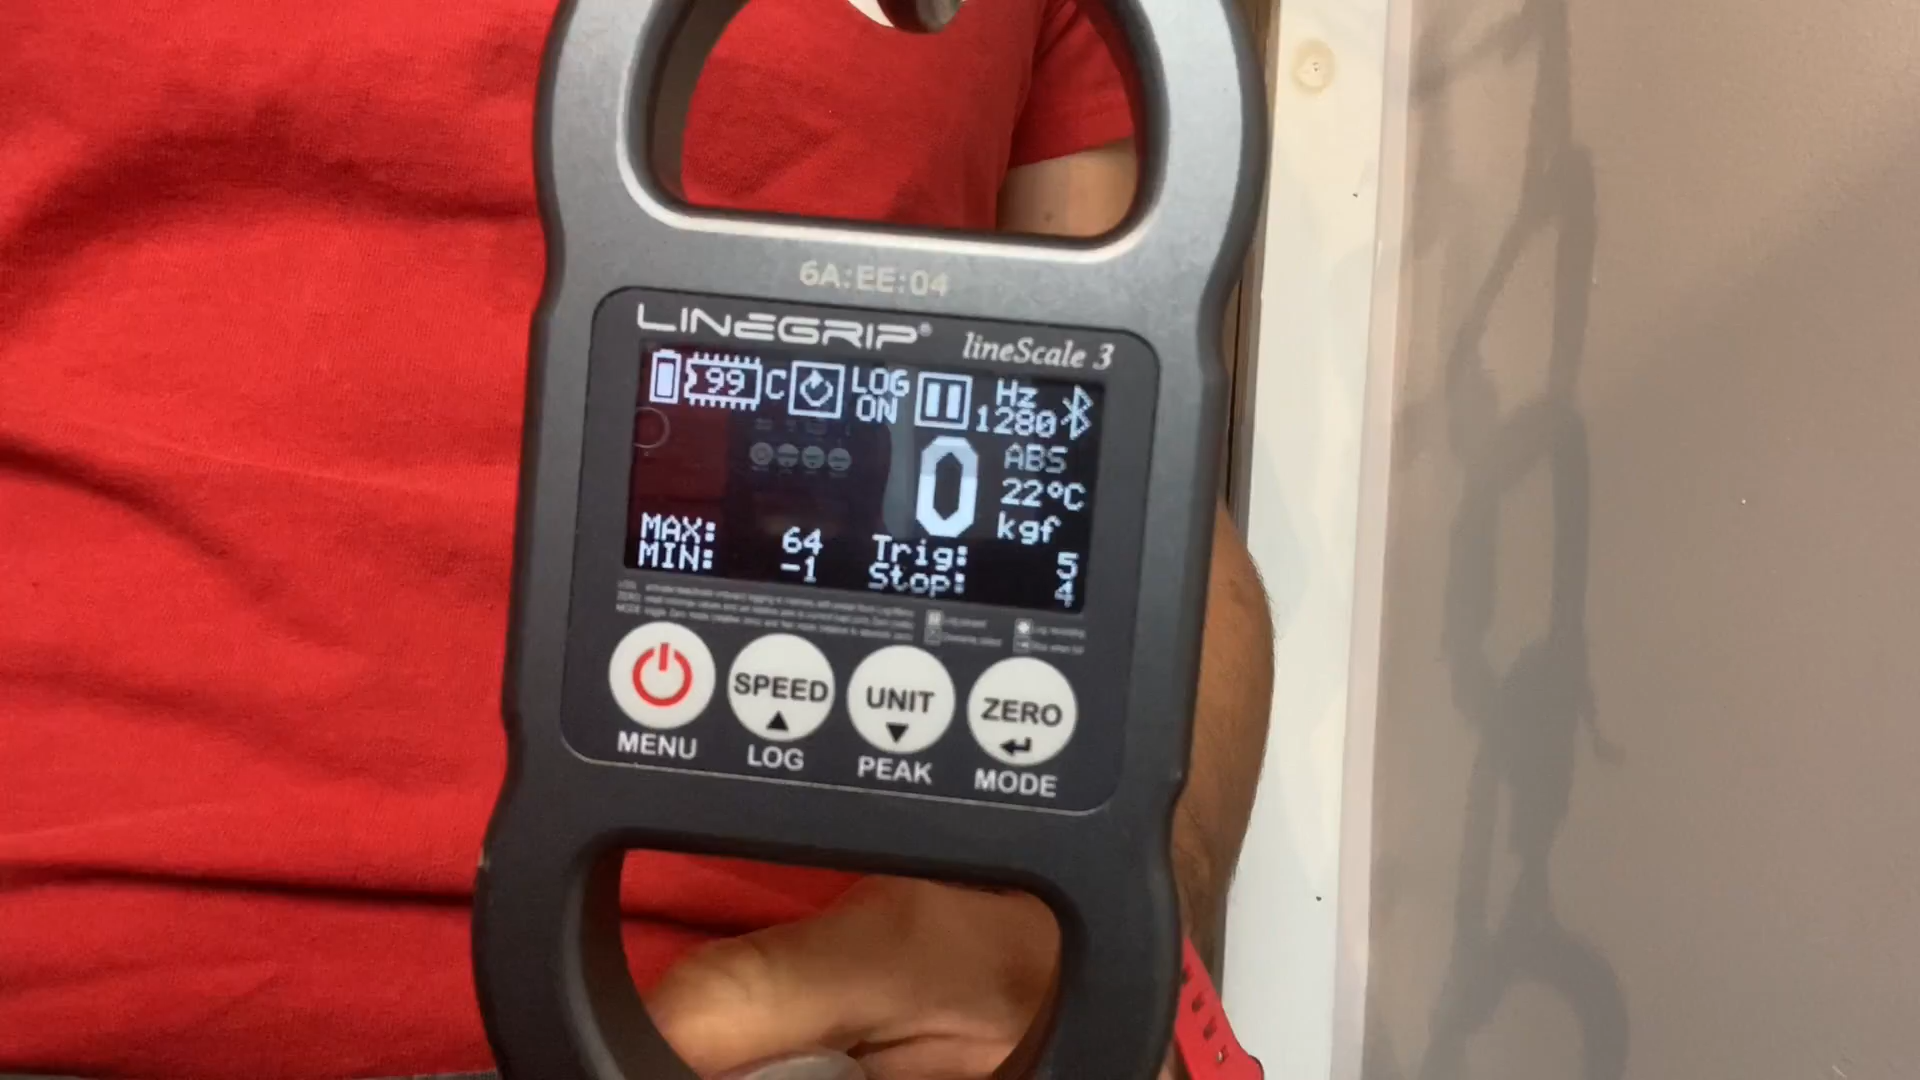 6A:EE:04
LINEGRIP® lineScale 3
99 C LOG ON Hz 1280
0 ABS
22°C
kgf
MAX: 64 Trig: 5
MIN: -1 Stop: 4
SPEED UNIT ZERO
MENU LOG PEAK MODE